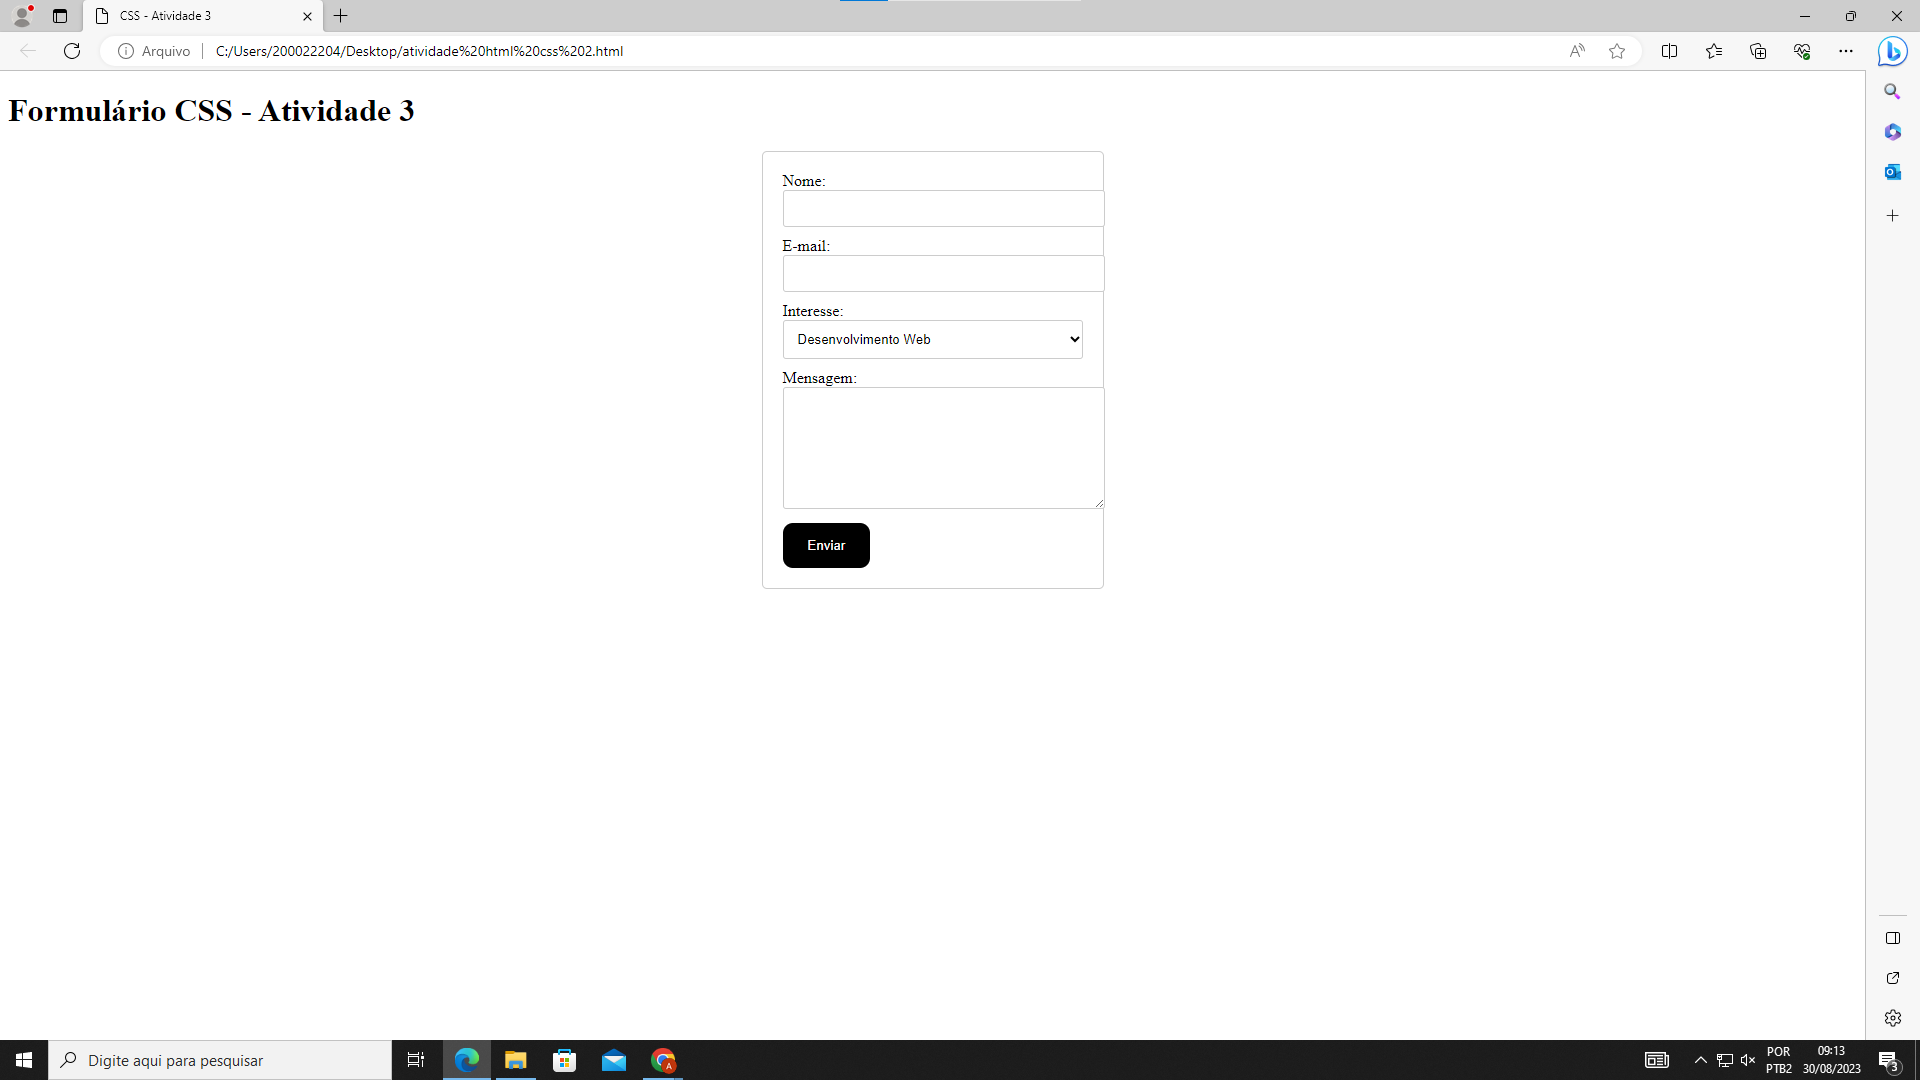 CSS - Atividade 3
Arquivo
C:/Users/200022204/Desktop/atividade%20html%20css%202.html
Formulário CSS - Atividade 3
Nome:
E-mail:
Interesse:
Desenvolvimento Web
Mensagem:
Enviar
Digite aqui para pesquisar
A
POR
PTB2
09:13
30/08/2023
3